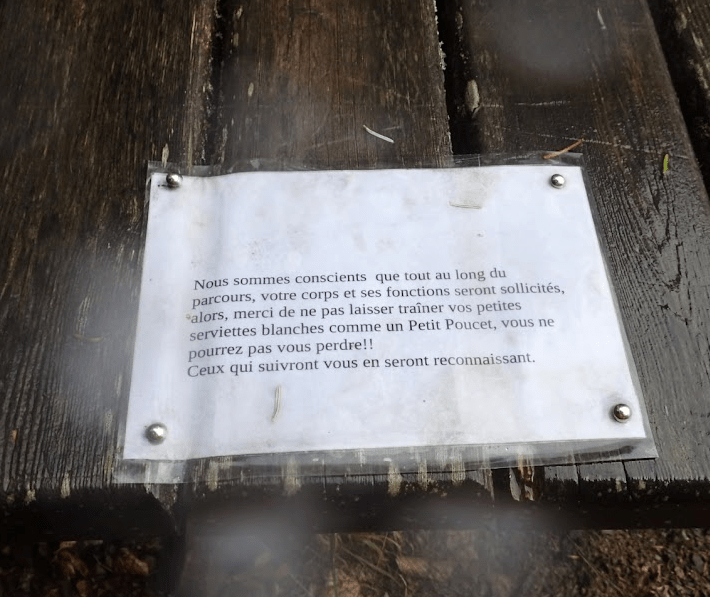 Nous sommes conscients que tout au long du
parcours, votre corps et ses fonctions seront sollicités,
alors, merci de ne pas laisser traîner vos petites
serviettes blanches comme un Petit Poucet, vous ne
pourrez pas vous perdre!!
Ceux qui suivront vous en seront reconnaissant.